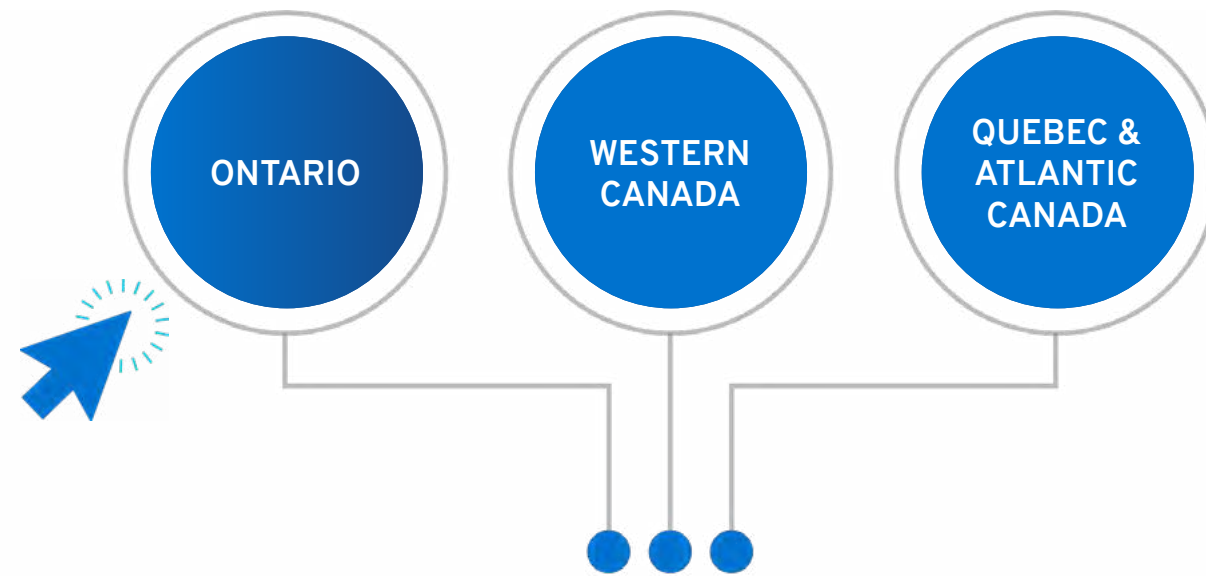 ONTARIO
WESTERN
CANADA
QUEBEC &
ATLANTIC
CANADA